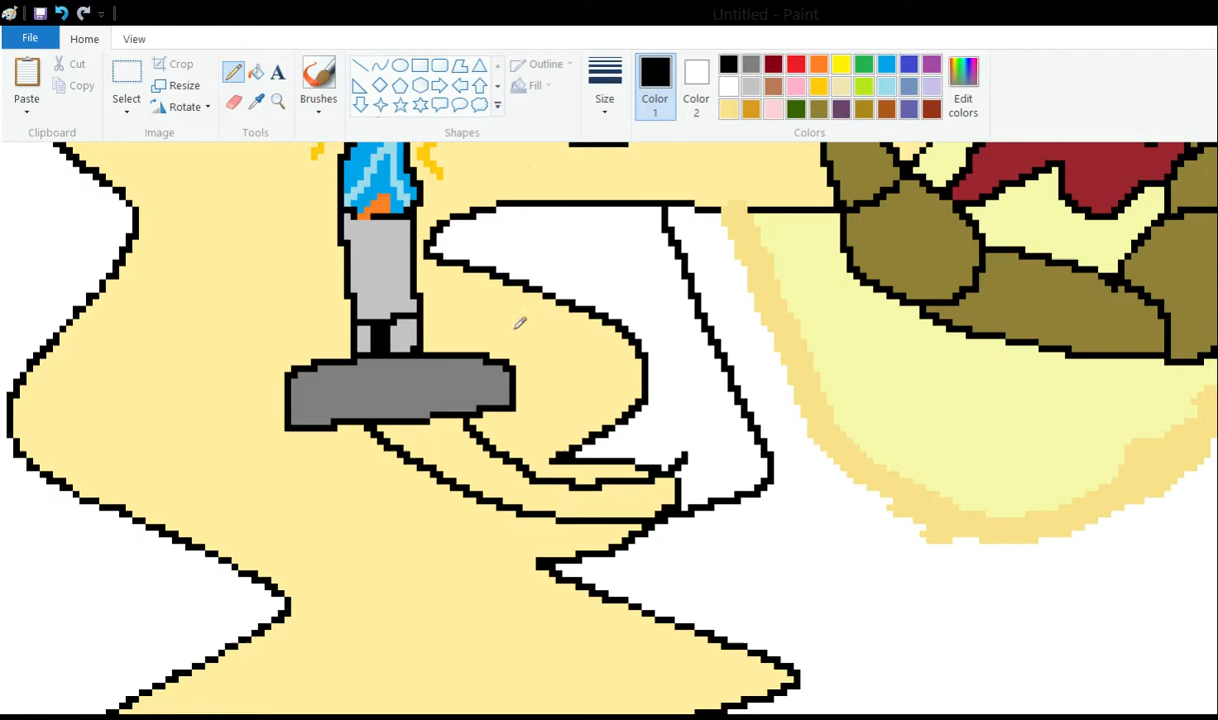 Untitled - Paint
File Home View
Paste Cut Copy
Select Crop Resize Rotate
A
Brushes
Outline Fill
Size
Color 1
Color 2
Edit colors
Clipboard Image Tools Shapes Colors